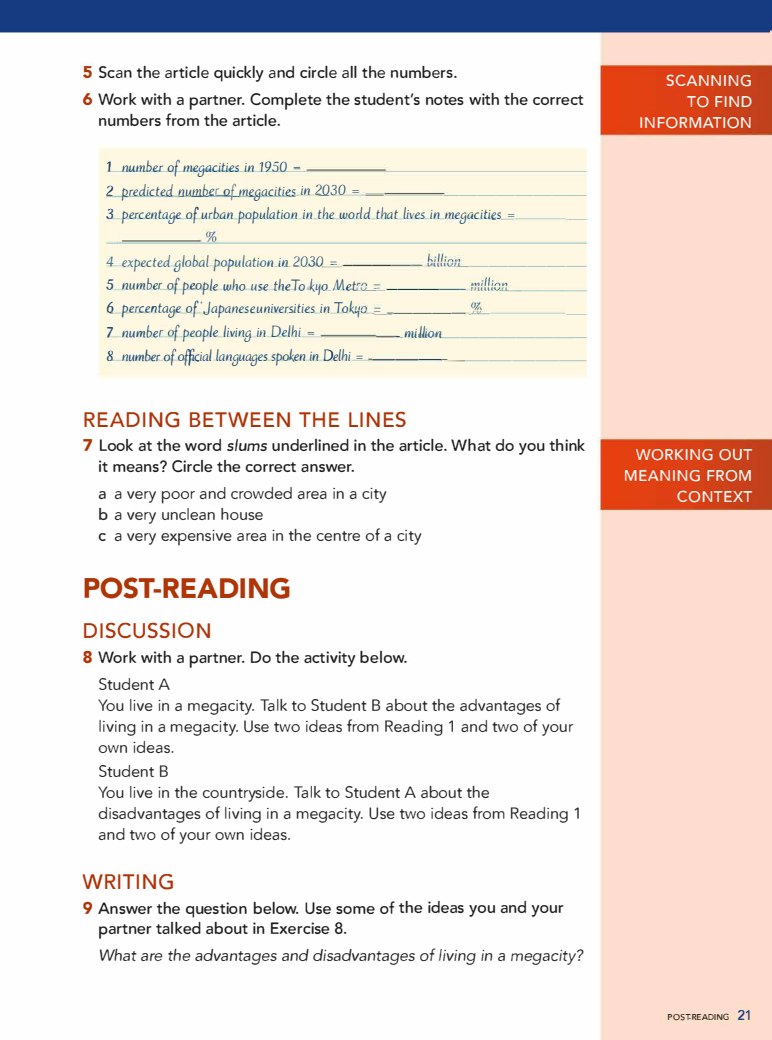 5 Scan the article quickly and circle all the numbers.
6 Work with a partner. Complete the student's notes with the correct
numbers from the article.
SCANNING
TO FIND
INFORMATION
1 number of megacities in 1950 = ________
2 predicted number of megacities in 2030 = ________
3 percentage of urban population in the world that lives in megacities =
________ %
4 expected global population in 2030 = ________ billion
5 number of people who use the Tokyo Metro = ________ million
6 percentage of Japanese universities in Tokyo = ________ %
7 number of people living in Delhi = ________ million
8 number of official languages spoken in Delhi = ________
READING BETWEEN THE LINES
7 Look at the word slums underlined in the article. What do you think
it means? Circle the correct answer.
a a very poor and crowded area in a city
b a very unclean house
c a very expensive area in the centre of a city
WORKING OUT
MEANING FROM
CONTEXT
POST-READING
DISCUSSION
8 Work with a partner. Do the activity below.
Student A
You live in a megacity. Talk to Student B about the advantages of
living in a megacity. Use two ideas from Reading 1 and two of your
own ideas.
Student B
You live in the countryside. Talk to Student A about the
disadvantages of living in a megacity. Use two ideas from Reading 1
and two of your own ideas.
WRITING
9 Answer the question below. Use some of the ideas you and your
partner talked about in Exercise 8.
What are the advantages and disadvantages of living in a megacity?
POST-READING 21